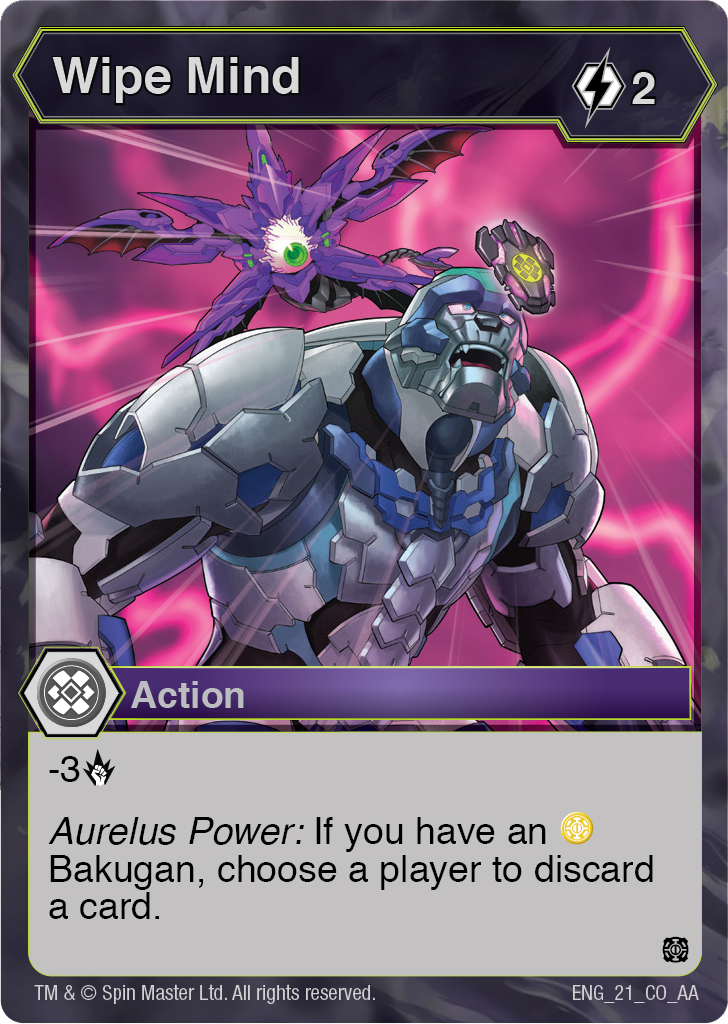 Wipe Mind
2
Action
-3
Aurelus Power: If you have an
Bakugan, choose a player to discard
a card.
TM & © Spin Master Ltd. All rights reserved.
ENG_21_CO_AA